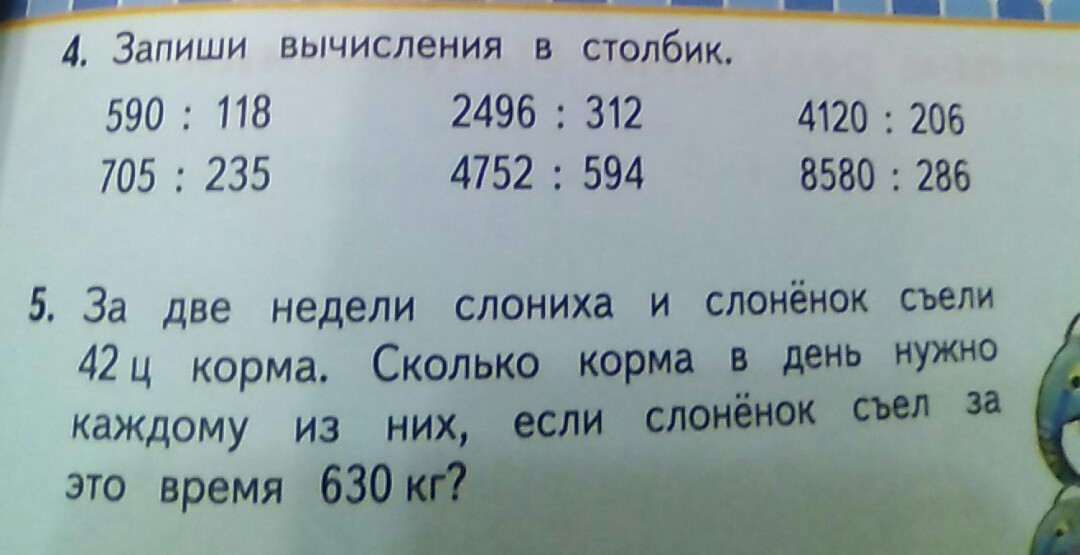 4. Запиши вычисления в столбик.
590 : 118 2496 : 312 4120 : 206
705 : 235 4752 : 594 8580 : 286
5. За две недели слониха и слонёнок съели
42 ц корма. Сколько корма в день нужно
каждому из них, если слонёнок съел за
это время 630 кг?